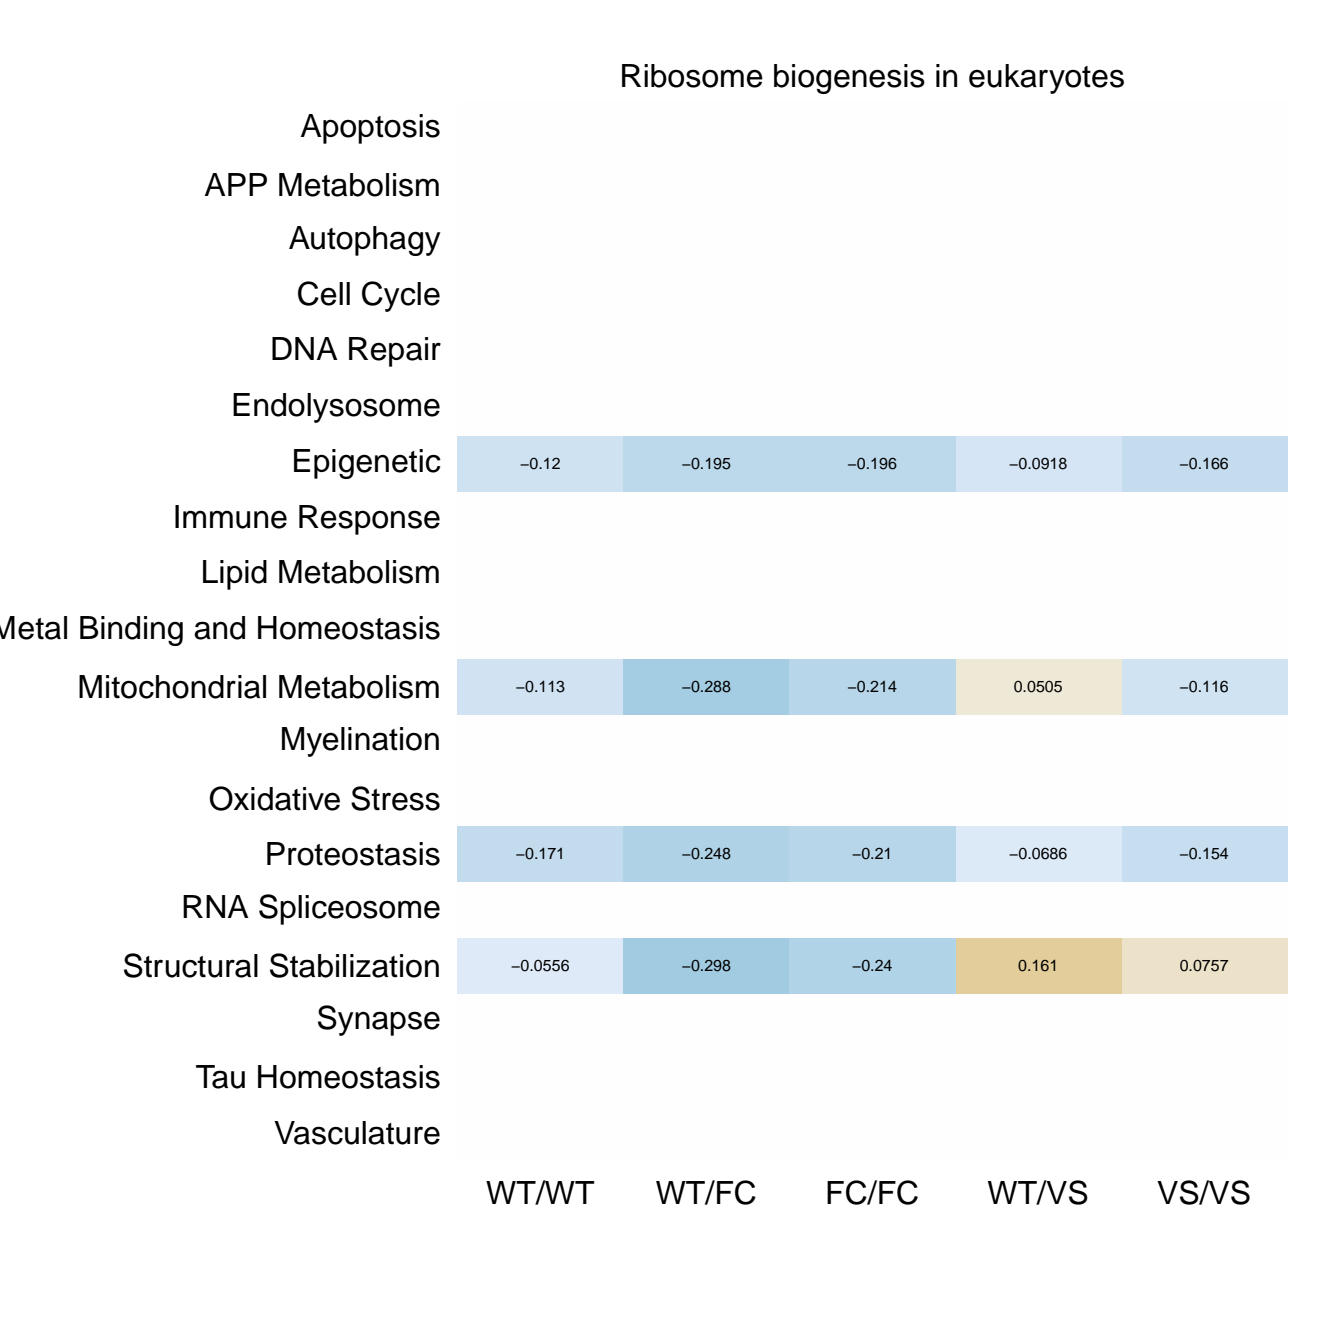 Ribosome biogenesis in eukaryotes
Apoptosis
APP Metabolism
Autophagy
Cell Cycle
DNA Repair
Endolysosome
Epigenetic −0.12 −0.195 −0.196 −0.0918 −0.166
Immune Response
Lipid Metabolism
Metal Binding and Homeostasis
Mitochondrial Metabolism −0.113 −0.288 −0.214 0.0505 −0.116
Myelination
Oxidative Stress
Proteostasis −0.171 −0.248 −0.21 −0.0686 −0.154
RNA Spliceosome
Structural Stabilization −0.0556 −0.298 −0.24 0.161 0.0757
Synapse
Tau Homeostasis
Vasculature
WT/WT WT/FC FC/FC WT/VS VS/VS